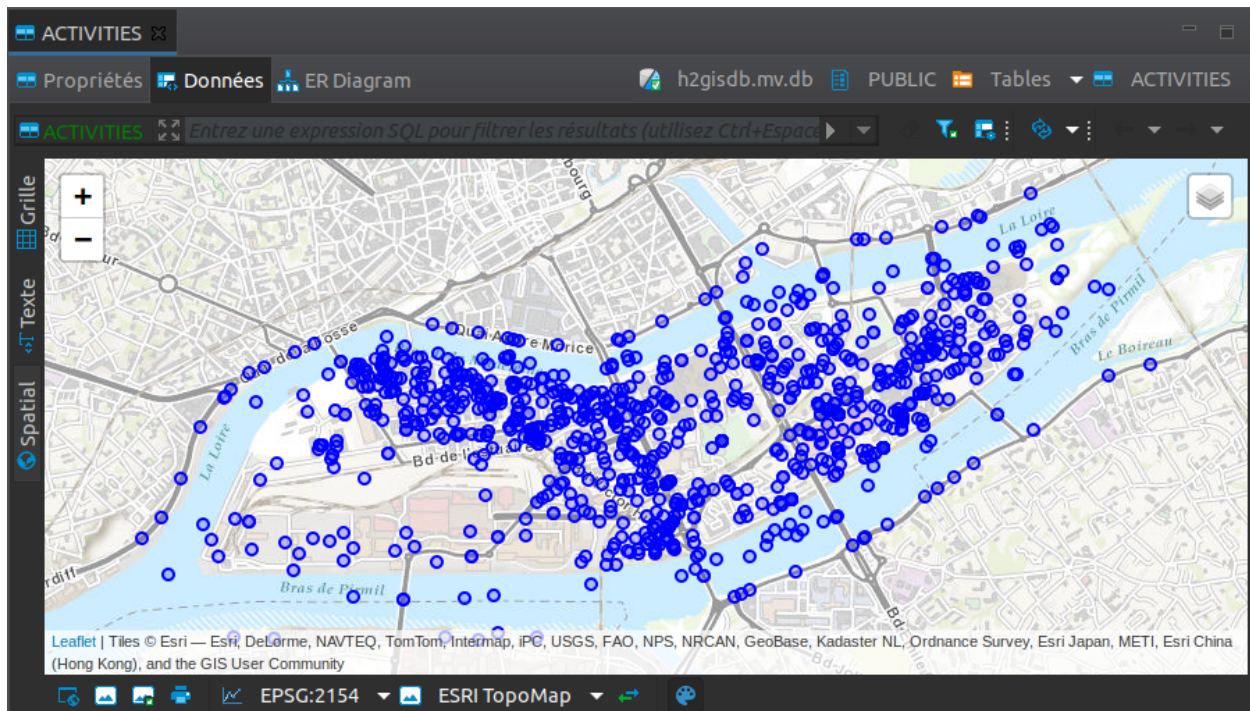 ACTIVITIES
Propriétés Données ER Diagram h2gisdb.mv.db PUBLIC Tables ACTIVITIES
ACTIVITIES Entrez une expression SQL pour filtrer les résultats (utilisez Ctrl+Espace
Grille
Texte
Spatial
+
−
bourg
La Loire
Bras de Pirmil
Le Boireau
La Loire
Bd de l'
Bras de Pirmil
rdiff
Leaflet | Tiles © Esri — Esri, DeLorme, NAVTEQ, TomTom, Intermap, iPC, USGS, FAO, NPS, NRCAN, GeoBase, Kadaster NL, Ordnance Survey, Esri Japan, METI, Esri China
(Hong Kong), and the GIS User Community
EPSG:2154 ESRI TopoMap